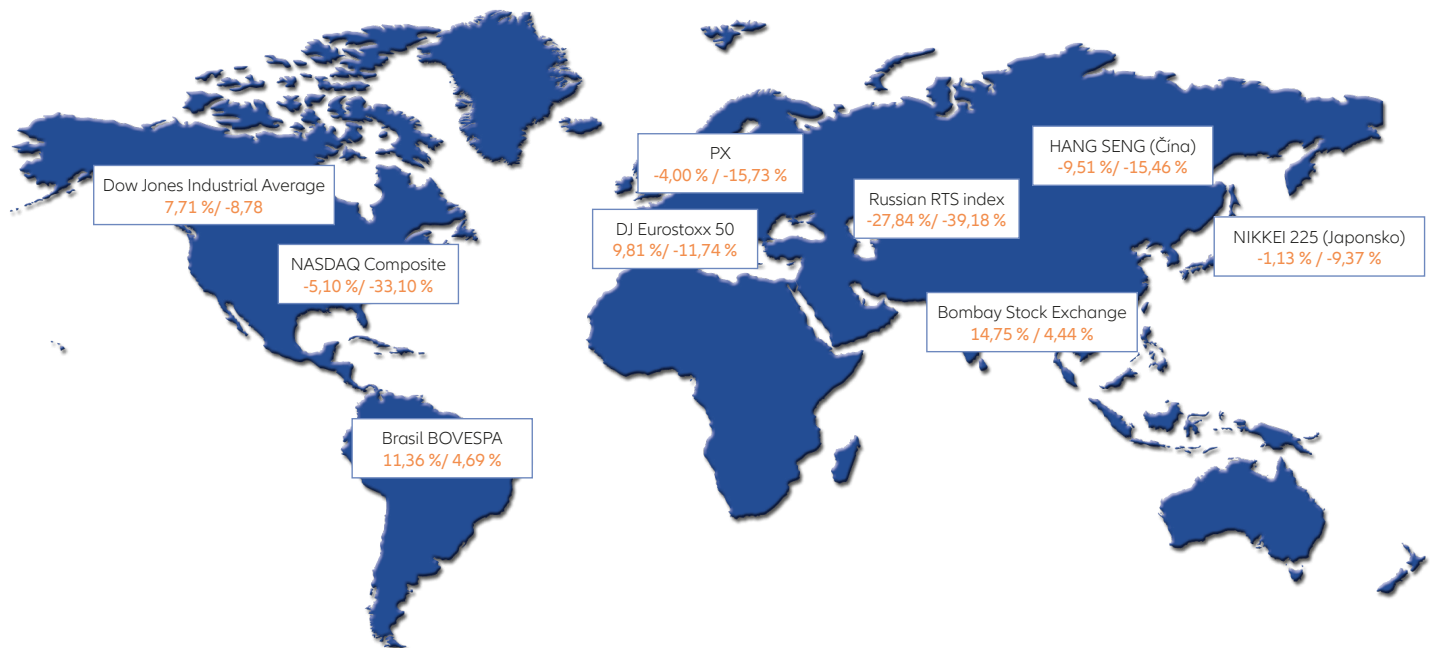 Dow Jones Industrial Average
7,71 %/ -8,78
NASDAQ Composite
-5,10 %/ -33,10 %
Brasil BOVESPA
11,36 %/ 4,69 %
PX
-4,00 % / -15,73 %
DJ Eurostoxx 50
9,81 %/ -11,74 %
Russian RTS index
-27,84 %/ -39,18 %
HANG SENG (Čína)
-9,51 %/ -15,46 %
NIKKEI 225 (Japonsko)
-1,13 % / -9,37 %
Bombay Stock Exchange
14,75 % / 4,44 %